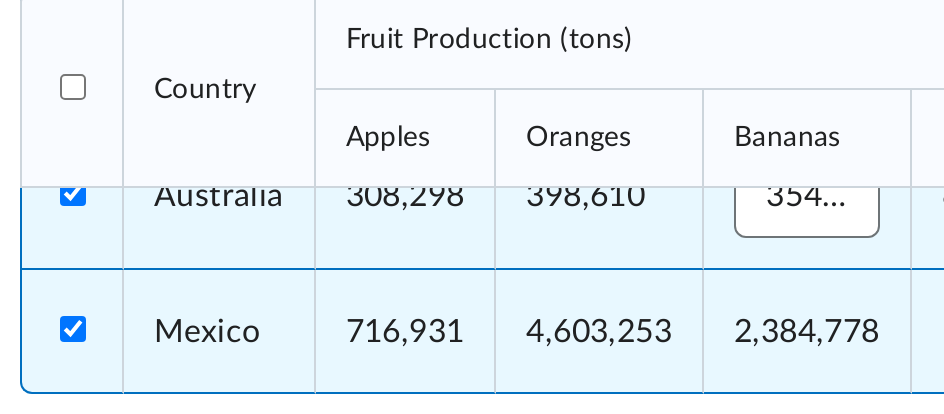 Fruit Production (tons)
Country
Apples Oranges Bananas
Australia 308,298 398,610 354...
Mexico 716,931 4,603,253 2,384,778